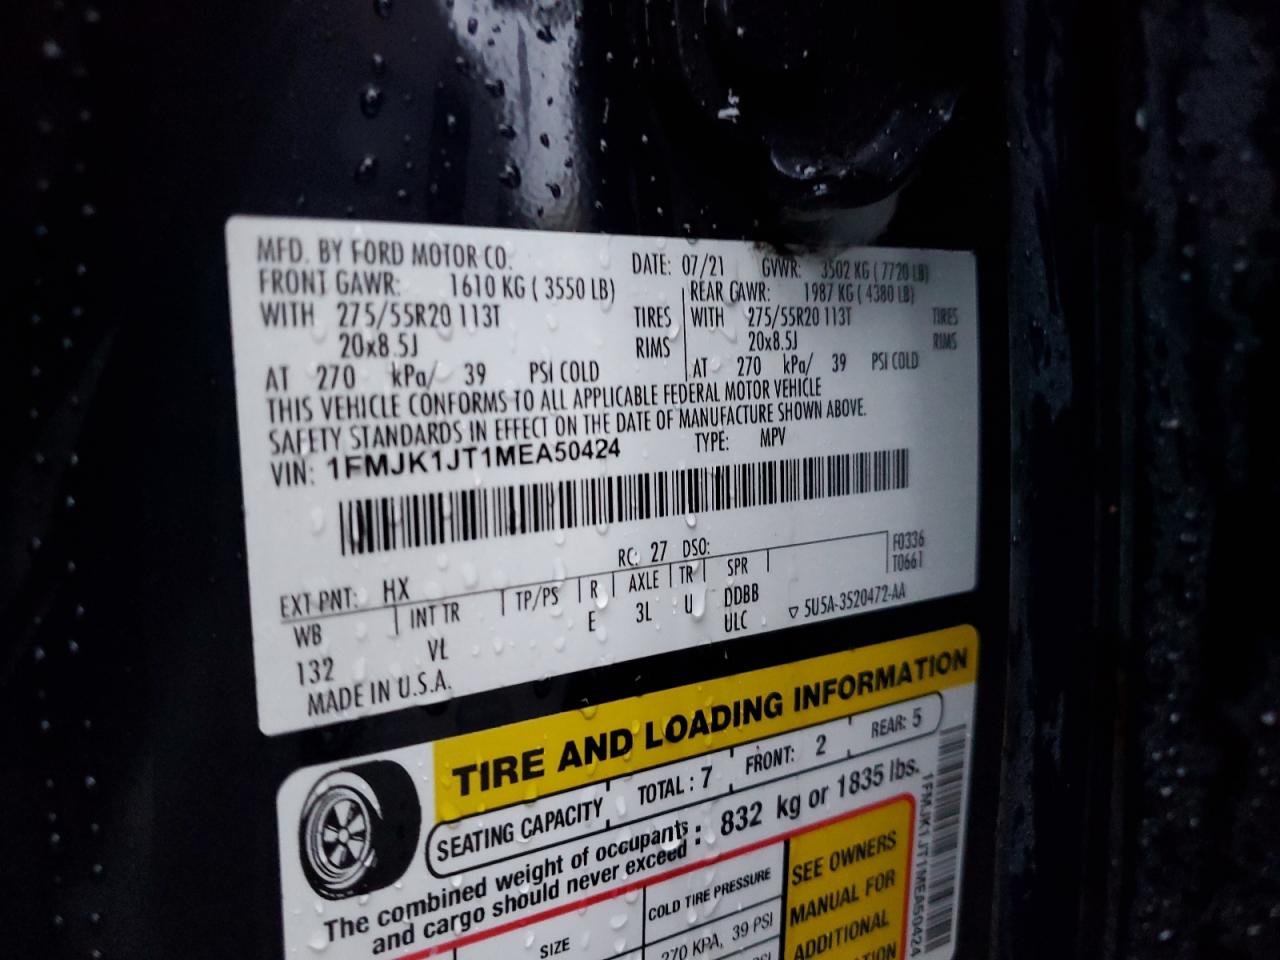 MFD. BY FORD MOTOR CO. DATE: 07/21 GVWR: 3502 KG ( 7720 LB)
FRONT GAWR: 1610 KG ( 3550 LB) REAR GAWR: 1987 KG ( 4380 LB)
WITH 275/55R20 113T TIRES WITH 275/55R20 113T TIRES
20x8.5J RIMS 20x8.5J RIMS
AT 270 kPa/ 39 PSI COLD AT 270 kPa/ 39 PSI COLD
THIS VEHICLE CONFORMS TO ALL APPLICABLE FEDERAL MOTOR VEHICLE
SAFETY STANDARDS IN EFFECT ON THE DATE OF MANUFACTURE SHOWN ABOVE.
VIN: 1FMJK1JT1MEA50424 TYPE: MPV
EXT PNT: HX RC: 27 DSO: F0336
T0661
WB INT TR TP/PS R AXLE TR SPR
132 VL E 3L U DDBB
ULC ▽ 5U5A-3520472-AA
MADE IN U.S.A.
TIRE AND LOADING INFORMATION
SEATING CAPACITY TOTAL : 7 FRONT: 2 REAR: 5
The combined weight of occupants
and cargo should never exceed : 832 kg or 1835 lbs.
SIZE COLD TIRE PRESSURE
270 KPA, 39 PSI
SEE OWNERS
MANUAL FOR
ADDITIONAL
1FMJK1JT1MEA50424